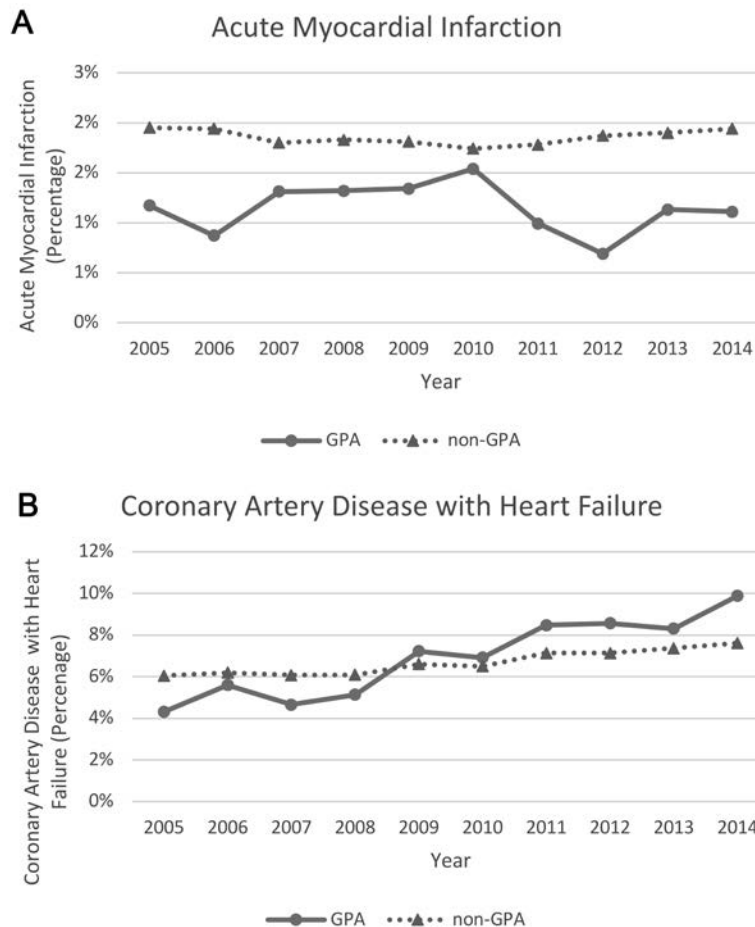 A
Acute Myocardial Infarction
Acute Myocardial Infarction
(Percentage)
3%
2%
2%
1%
1%
0%
2005 2006 2007 2008 2009 2010 2011 2012 2013 2014
Year
GPA non-GPA
B
Coronary Artery Disease with Heart Failure
Coronary Artery Disease with Heart
Failure (Percenage)
12%
10%
8%
6%
4%
2%
0%
2005 2006 2007 2008 2009 2010 2011 2012 2013 2014
Year
GPA non-GPA